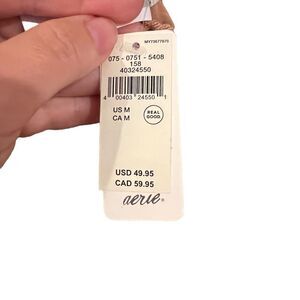 MY73577575
075 - 0751 - 5408
158
40324550
4 00403 24550 1
US M
CA M
REAL
GOOD
USD 49.95
CAD 59.95
aerie®